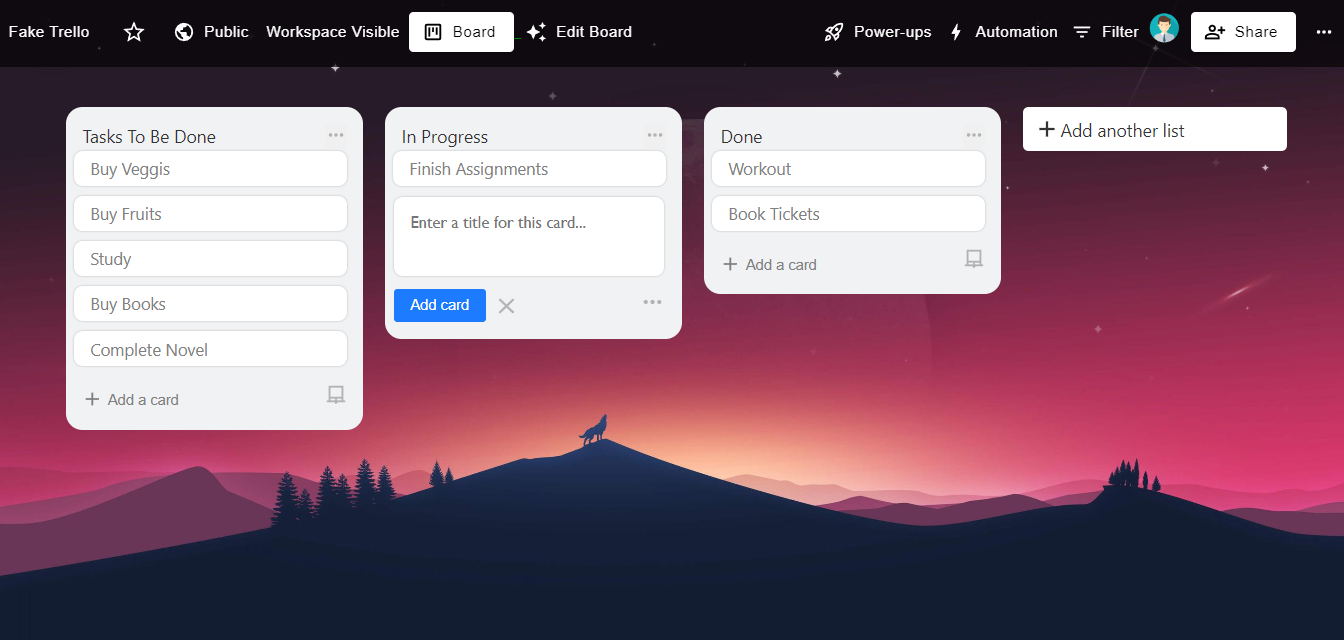 Fake Trello Public Workspace Visible Board Edit Board Power-ups Automation Filter Share
Tasks To Be Done
Buy Veggis
Buy Fruits
Study
Buy Books
Complete Novel
Add a card
In Progress
Finish Assignments
Enter a title for this card...
Add card
Done
Workout
Book Tickets
Add a card
Add another list